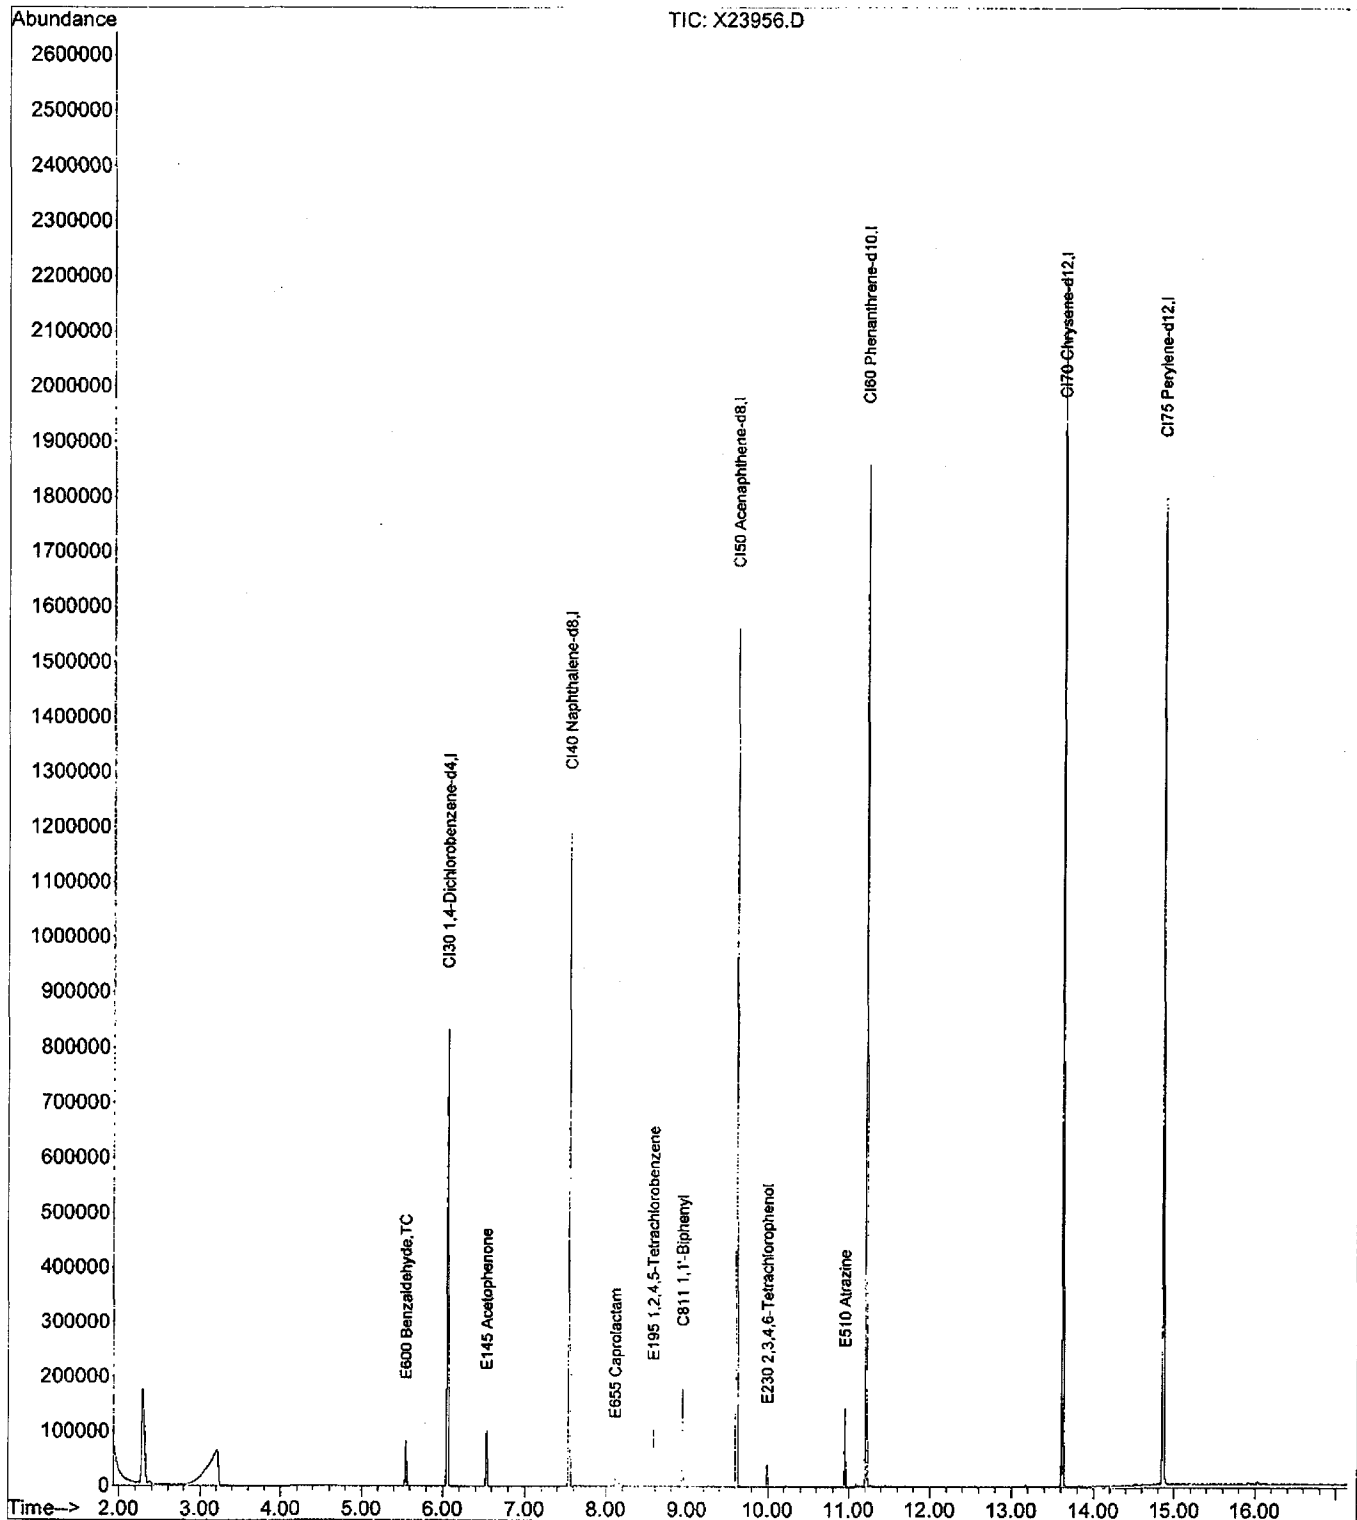 Abundance
TIC: X23956.D
2600000
2500000
2400000
2300000
2200000
2100000
2000000
1900000
1800000
1700000
1600000
1500000
1400000
1300000
1200000
1100000
1000000
900000
800000
700000
600000
500000
400000
300000
200000
100000
0
E600 Benzaldehyde,TC
CI30 1,4-Dichlorobenzene-d4,I
E145 Acetophenone
CI40 Naphthalene-d8,I
E655 Caprolactam
E195 1,2,4,5-Tetrachlorobenzene
C811 1,1'-Biphenyl
CI50 Acenaphthene-d8,I
E230 2,3,4,6-Tetrachlorophenol
E510 Atrazine
CI60 Phenanthrene-d10,I
CI70 Chrysene-d12,I
CI75 Perylene-d12,I
Time--> 2.00 3.00 4.00 5.00 6.00 7.00 8.00 9.00 10.00 11.00 12.00 13.00 14.00 15.00 16.00